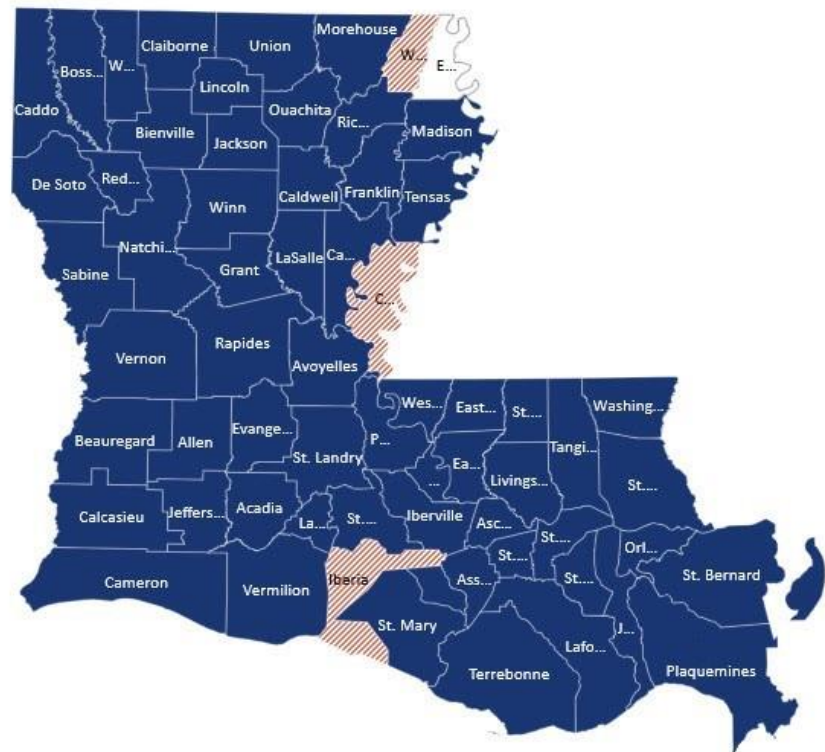 Morehouse
Claiborne
Union
W...
E...
Boss...
W...
Lincoln
Caddo
Ouachita
Ric...
Madison
Bienville
Jackson
De Soto
Red...
Caldwell
Franklin
Tensas
Winn
Natchi...
LaSalle
Ca...
Sabine
Grant
C...
Vernon
Rapides
Avoyelles
Wes...
East...
St....
Washing...
Beauregard
Allen
Evange...
P...
Tangi...
St. Landry
...
Ea...
Livings...
St....
Calcasieu
Jeffers...
Acadia
La...
St....
Iberville
Asc...
St....
Orl...
St....
St. Bernard
Cameron
Vermilion
Iberia
Ass...
St....
St. Mary
J...
Terrebonne
Lafo...
Plaquemines